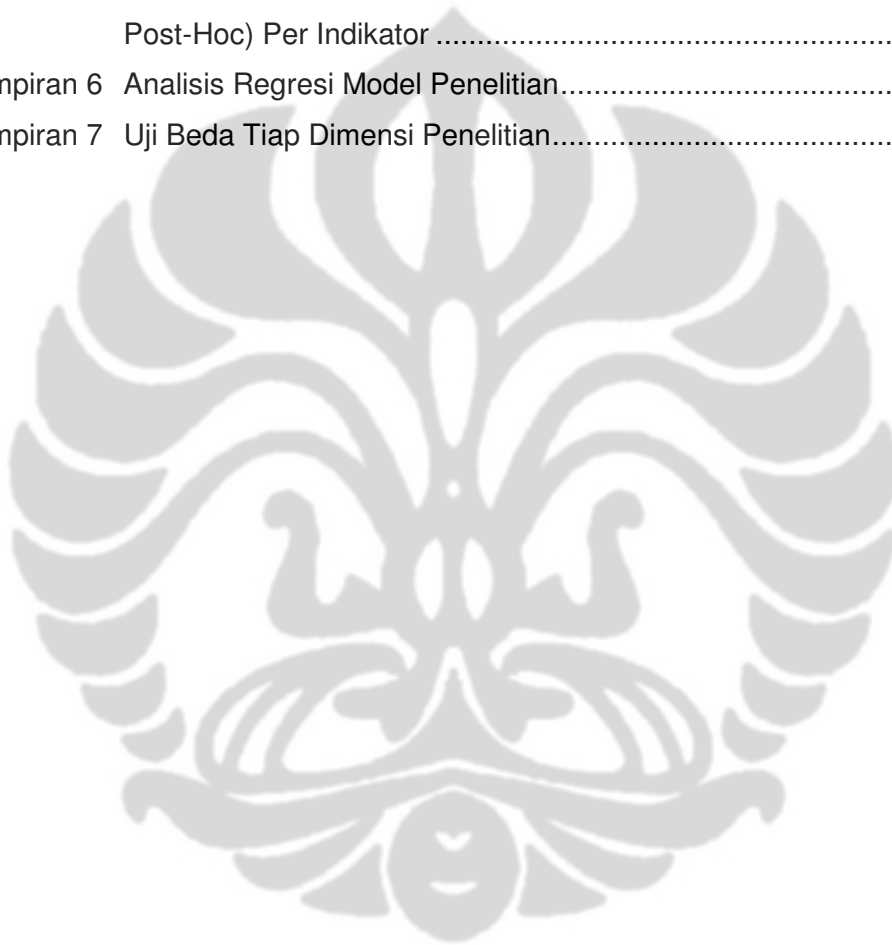 Post-Hoc) Per Indikator ........................................................
mpiran 6 Analisis Regresi Model Penelitian........................................
mpiran 7 Uji Beda Tiap Dimensi Penelitian.........................................